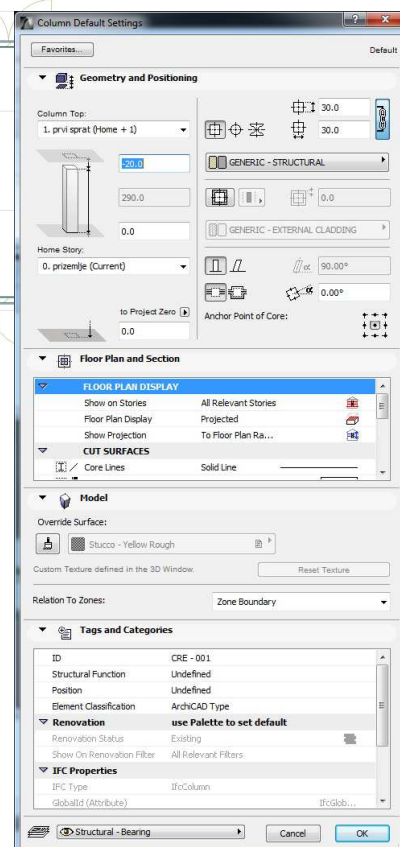 Column Default Settings
Favorites...
Default
Geometry and Positioning
Column Top:
1. prvi sprat (Home + 1)
-20.0
290.0
0.0
Home Story:
0. prizemlje (Current)
to Project Zero
0.0
30.0
30.0
GENERIC - STRUCTURAL
0.0
GENERIC - EXTERNAL CLADDING
α 90.00°
0.00°
Anchor Point of Core:
Floor Plan and Section
FLOOR PLAN DISPLAY
Show on Stories All Relevant Stories
Floor Plan Display Projected
Show Projection To Floor Plan Ra...
CUT SURFACES
Core Lines Solid Line
Model
Override Surface:
Stucco - Yellow Rough
Custom Texture defined in the 3D Window.
Reset Texture
Relation To Zones: Zone Boundary
Tags and Categories
ID CRE - 001
Structural Function Undefined
Position Undefined
Element Classification ArchiCAD Type
Renovation use Palette to set default
Renovation Status Existing
Show On Renovation Filter All Relevant Filters
IFC Properties
IFC Type IfcColumn
GlobalId (Attribute) IfcGlob...
Structural - Bearing
Cancel
OK